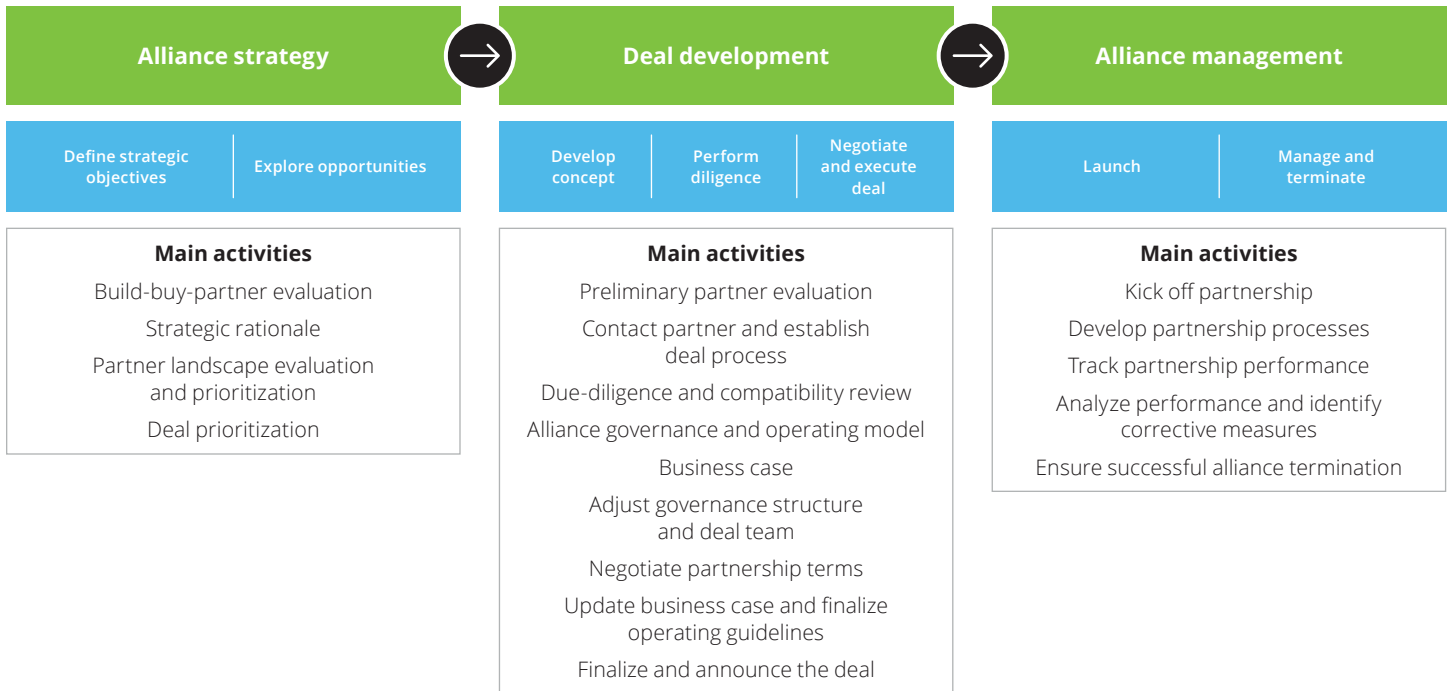 Alliance strategy
Define strategic
objectives
Explore opportunities
Main activities
Build-buy-partner evaluation
Strategic rationale
Partner landscape evaluation
and prioritization
Deal prioritization
Deal development
Develop
concept
Perform
diligence
Negotiate
and execute
deal
Main activities
Preliminary partner evaluation
Contact partner and establish
deal process
Due-diligence and compatibility review
Alliance governance and operating model
Business case
Adjust governance structure
and deal team
Negotiate partnership terms
Update business case and finalize
operating guidelines
Finalize and announce the deal
Alliance management
Launch
Manage and
terminate
Main activities
Kick off partnership
Develop partnership processes
Track partnership performance
Analyze performance and identify
corrective measures
Ensure successful alliance termination